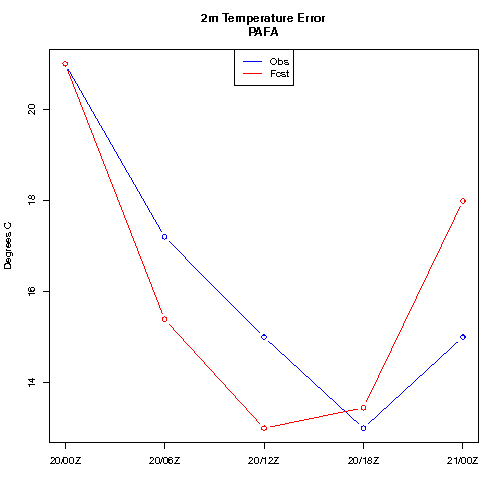 2m Temperature Error
PAFA
Obs
Fcst
Degrees C
20
18
16
14
20/00Z 20/06Z 20/12Z 20/18Z 21/00Z